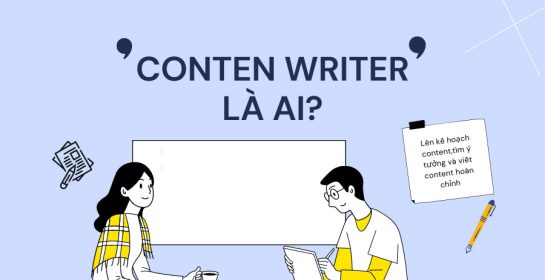 ’CONTEN WRITER’
LÀ AI?
Lên kế hoạch
content,tìm ý
tưởng và viết
content hoàn
chỉnh